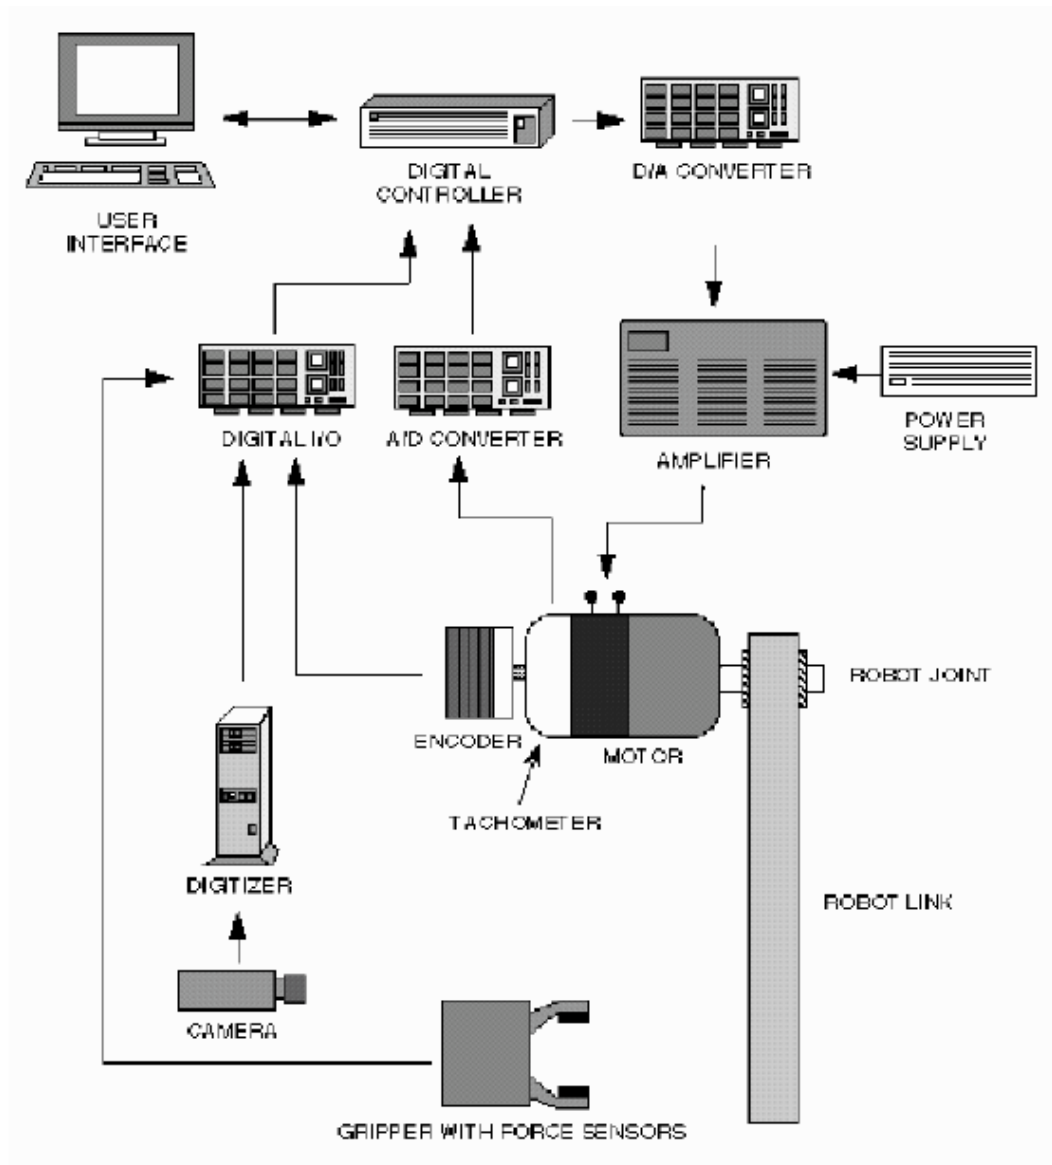 USER
INTERFACE
DIGITAL
CONTROLLER
D/A CONVERTER
DIGITAL I/O
A/D CONVERTER
AMPLIFIER
POWER
SUPPLY
ENCODER
MOTOR
ROBOT JOINT
TACHOMETER
DIGITIZER
ROBOT LINK
CAMERA
GRIPPER WITH FORCE SENSORS